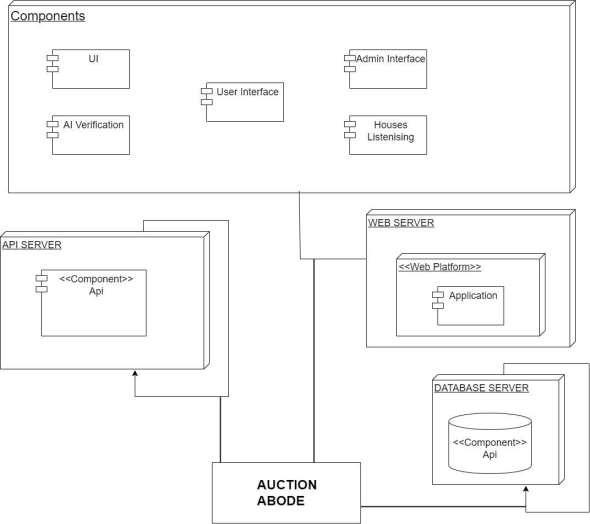 Components
UI
Admin Interface
User Interface
AI Verification
Houses
Listenising
API SERVER
<<Component>>
Api
WEB SERVER
<<Web Platform>>
Application
DATABASE SERVER
<<Component>>
Api
AUCTION
ABODE